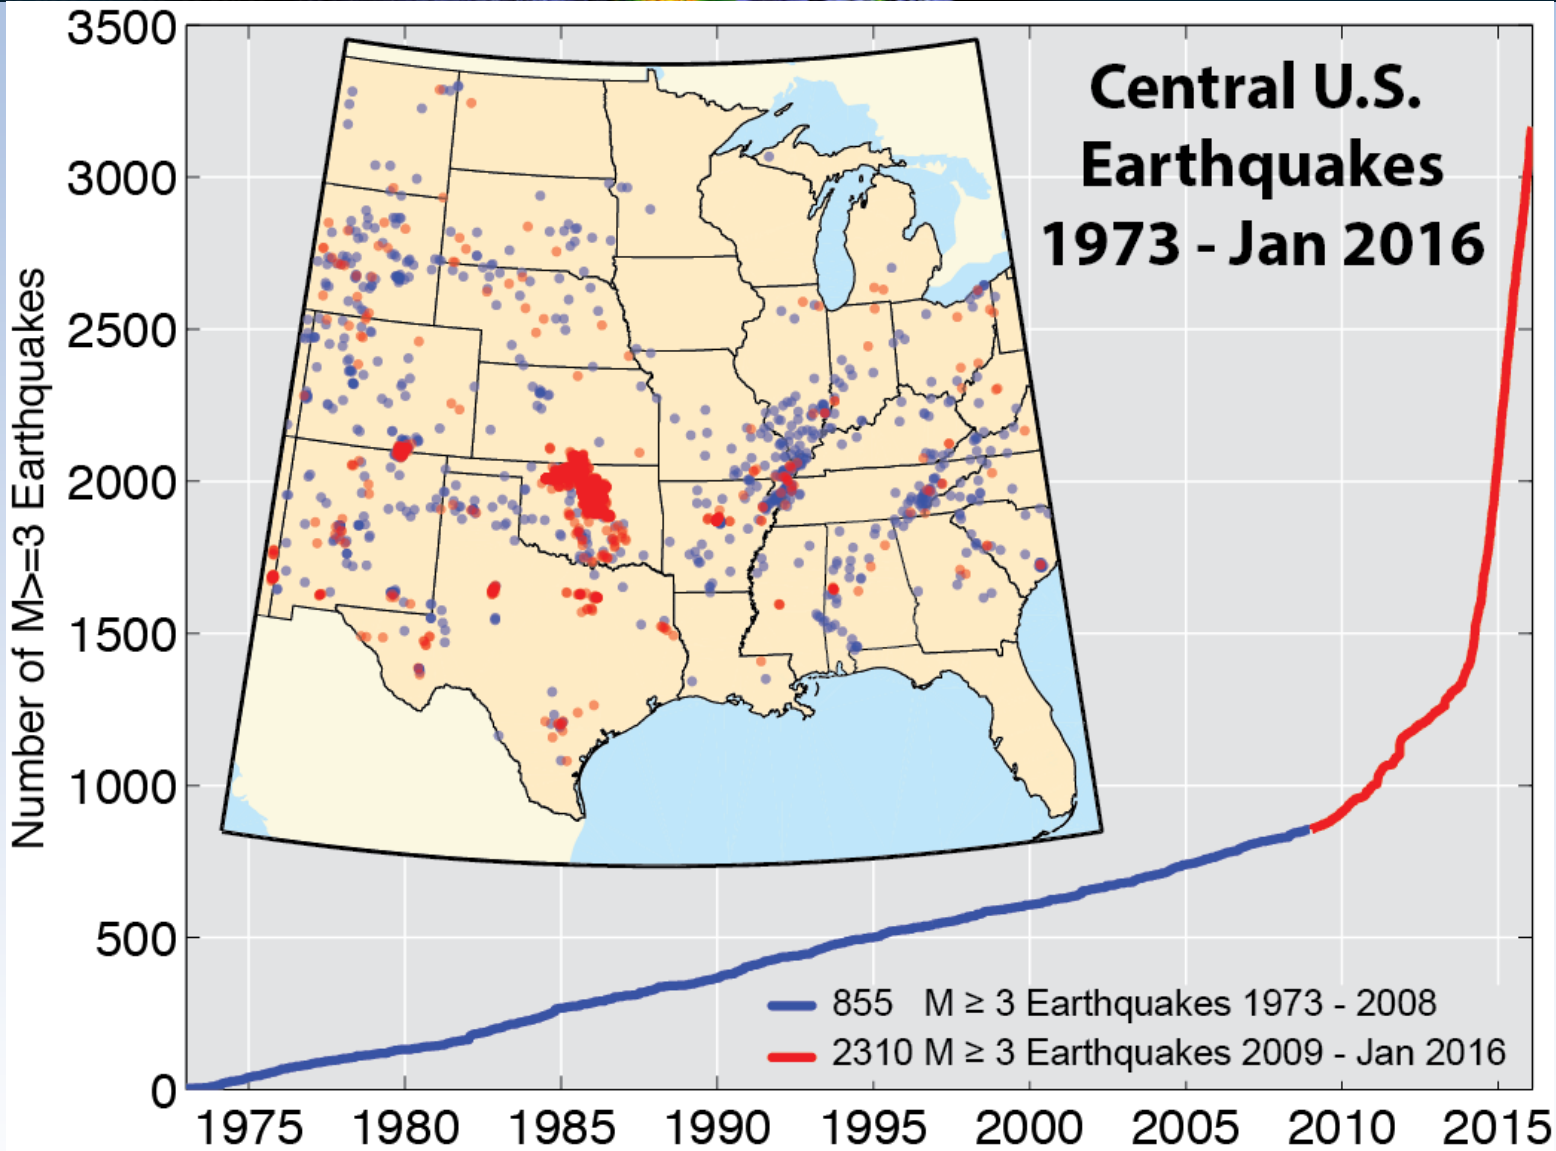 Central U.S.
Earthquakes
1973 - Jan 2016
Number of M>=3 Earthquakes
3500
3000
2500
2000
1500
1000
500
0
855 M ≥ 3 Earthquakes 1973 - 2008
2310 M ≥ 3 Earthquakes 2009 - Jan 2016
1975 1980 1985 1990 1995 2000 2005 2010 2015